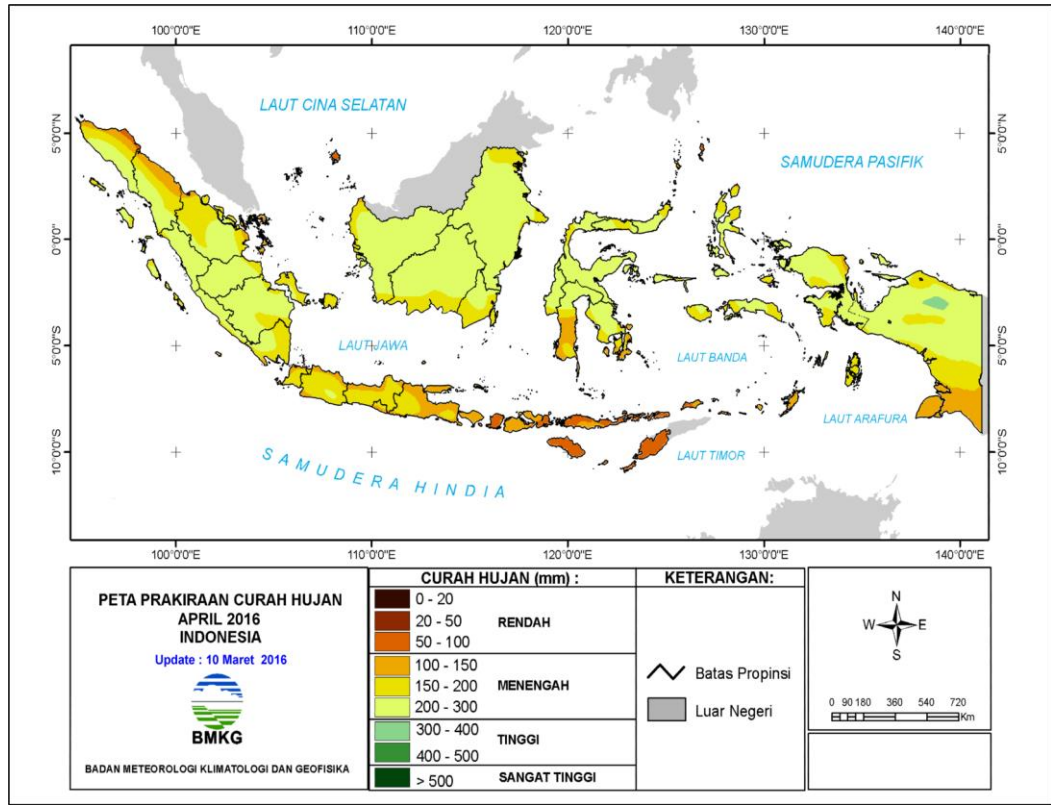 100°0'0"E 110°0'0"E 120°0'0"E 130°0'0"E 140°0'0"E
5°0'0"N 5°0'0"N
0°0'0" 0°0'0"
5°0'0"S 5°0'0"S
10°0'0"S 10°0'0"S
LAUT CINA SELATAN
SAMUDERA PASIFIK
LAUT JAWA
LAUT BANDA
LAUT ARAFURA
LAUT TIMOR
SAMUDERA HINDIA
100°0'0"E 110°0'0"E 120°0'0"E 130°0'0"E 140°0'0"E
PETA PRAKIRAAN CURAH HUJAN
APRIL 2016
INDONESIA
Update : 10 Maret 2016
BMKG
BADAN METEOROLOGI KLIMATOLOGI DAN GEOFISIKA
CURAH HUJAN (mm) :
0 - 20
20 - 50 RENDAH
50 - 100
100 - 150
150 - 200 MENENGAH
200 - 300
300 - 400
TINGGI
400 - 500
> 500 SANGAT TINGGI
KETERANGAN:
Batas Propinsi
Luar Negeri
N
W E
S
0 90 180 360 540 720
Km